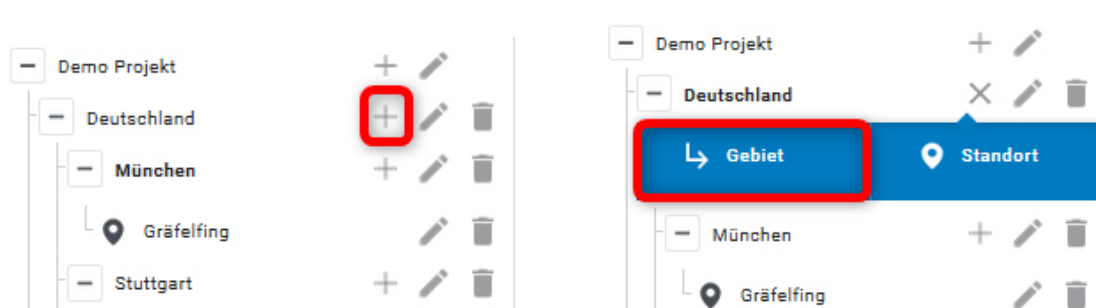 Demo Projekt
Deutschland
München
Gräfelfing
Stuttgart
Demo Projekt
Deutschland
Gebiet
Standort
München
Gräfelfing